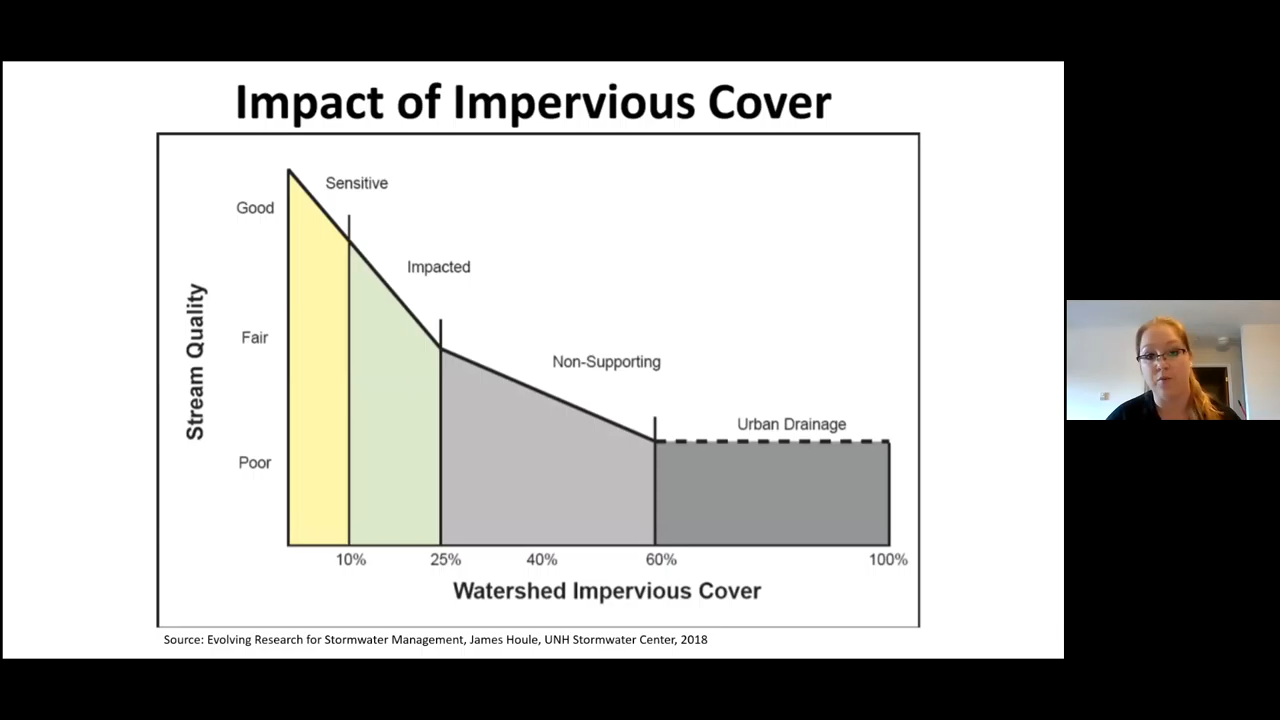 Impact of Impervious Cover
Sensitive
Good
Impacted
Fair
Non-Supporting
Urban Drainage
Poor
Stream Quality
10%
25%
40%
60%
100%
Watershed Impervious Cover
Source: Evolving Research for Stormwater Management, James Houle, UNH Stormwater Center, 2018